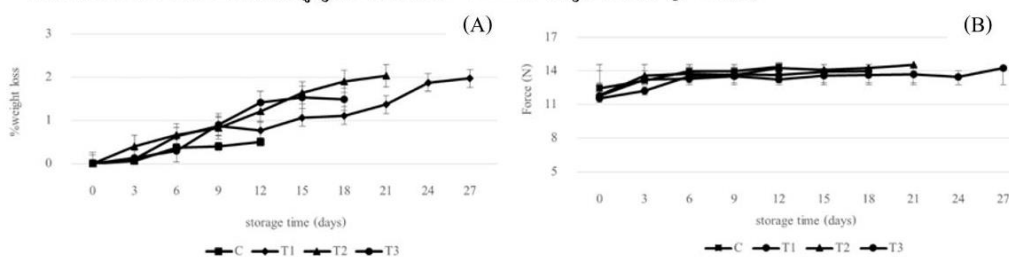 (A)
3
2
1
0
%weight loss
0 3 6 9 12 15 18 21 24 27
storage time (days)
C T1 T2 T3
(B)
17
14
11
8
5
Force (N)
0 3 6 9 12 15 18 21 24 27
storage time (days)
C T1 T2 T3